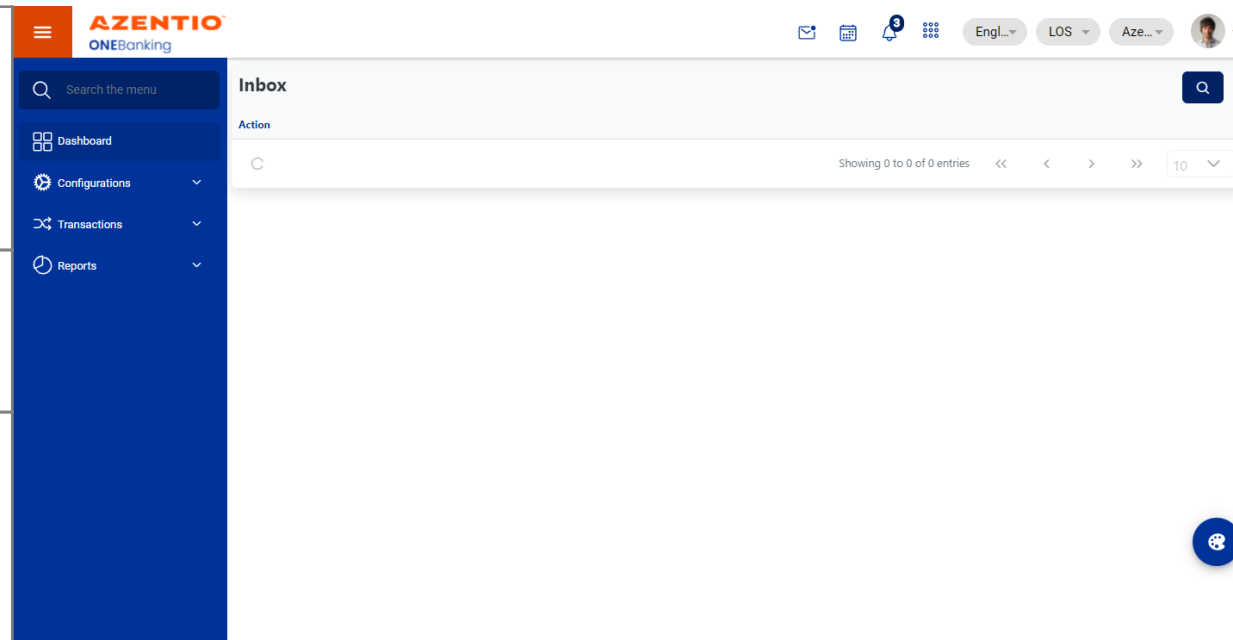 AZENTIO
ONEBanking
3
Engl...
LOS
Aze...
Search the menu
Inbox
Action
Dashboard
Showing 0 to 0 of 0 entries
10
Configurations
Transactions
Reports